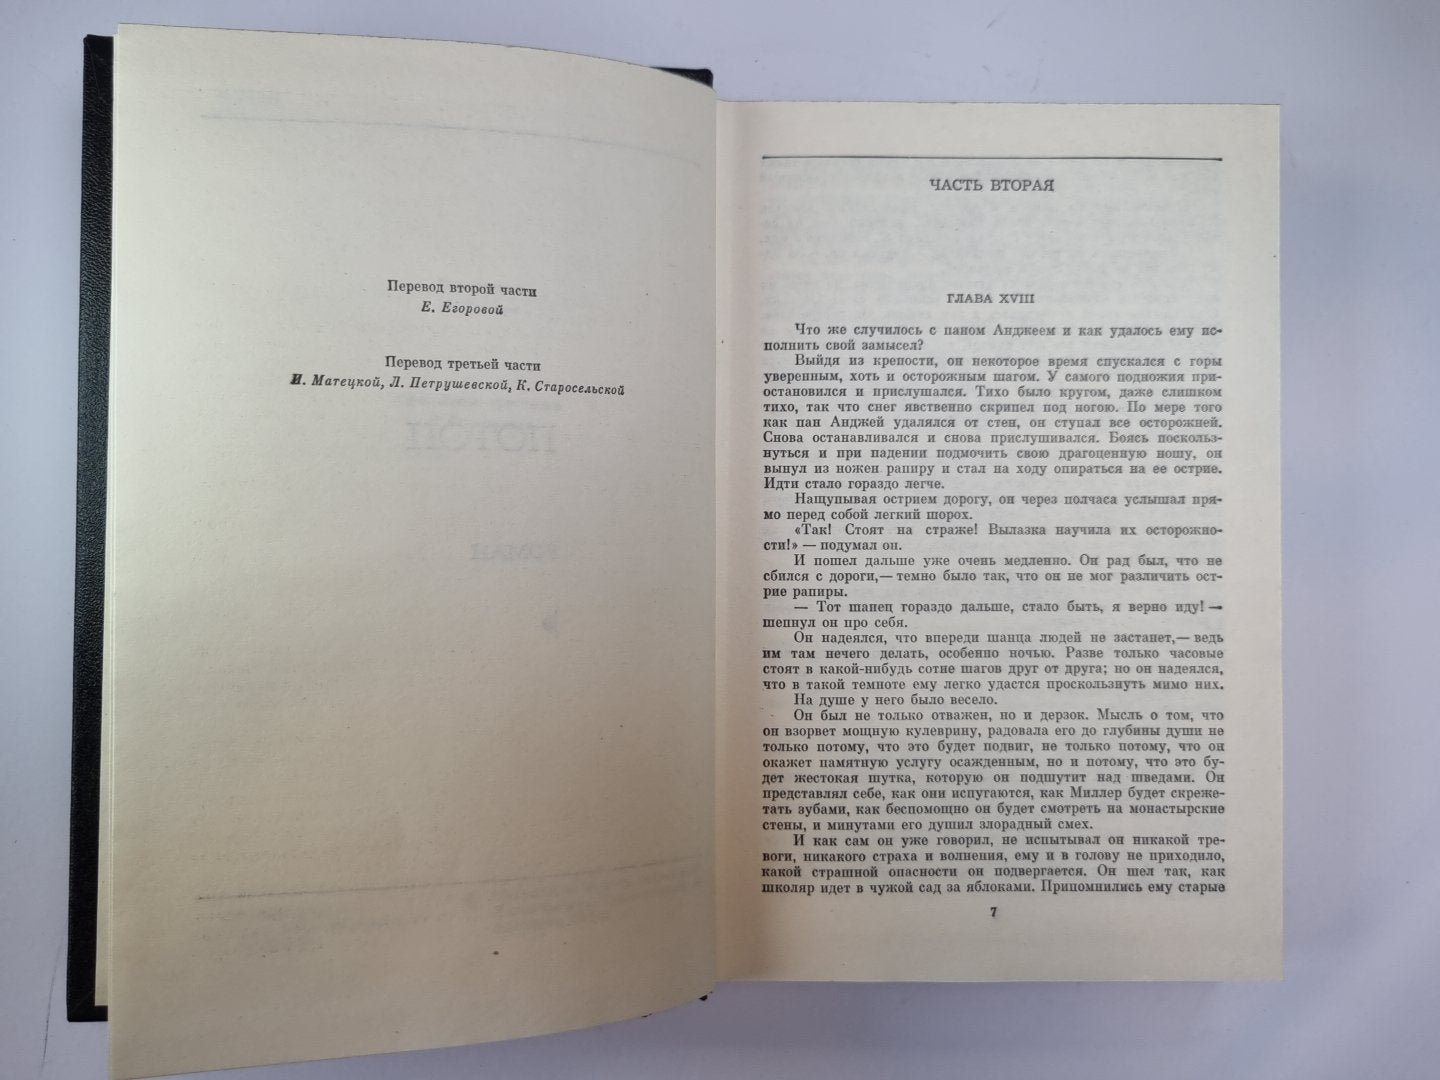 Перевод второй части
Е. Егоровой
Перевод третьей части
И. Матецкой, Л. Петрушевской, К. Старосельской
ЧАСТЬ ВТОРАЯ
ГЛАВА XVIII
Что же случилось с паном Анджеем и как удалось ему ис-
полнить свой замысел?
Выйдя из крепости, он некоторое время спускался с горы
уверенным, хоть и осторожным шагом. У самого подножия при-
остановился и прислушался. Тихо было кругом, даже слишком
тихо, так что снег явственно скрипел под ногою. По мере того
как пан Анджей удалялся от стен, он ступал все осторожней.
Снова останавливался и снова прислушивался. Боясь поскольз-
нуться и при падении подмочить свою драгоценную ношу, он
вынул из ножен рапиру и стал на ходу опираться на ее острие.
Идти стало гораздо легче.
Нащупывая острием дорогу, он через полчаса услышал пря-
мо перед собой легкий шорох.
«Так! Стоят на страже! Вылазка научила их осторожно-
сти!» — подумал он.
И пошел дальше уже очень медленно. Он рад был, что не
сбился с дороги,— темно было так, что он не мог различить ост-
рие рапиры.
— Тот шанец гораздо дальше, стало быть, я верно иду! —
шепнул он про себя.
Он надеялся, что впереди шанца людей не застанет,— ведь
им там нечего делать, особенно ночью. Разве только часовые
стоят в какой-нибудь сотне шагов друг от друга; но он надеялся,
что в такой темноте ему легко удастся проскользнуть мимо них.
На душе у него было весело.
Он был не только отважен, но и дерзок. Мысль о том, что
он взорвет мощную кулеврину, радовала его до глубины души не
только потому, что это будет подвиг, не только потому, что он
окажет памятную услугу осажденным, но и потому, что это бу-
дет жестокая шутка, которую он подшутит над шведами. Он
представлял себе, как они испугаются, как Миллер будет скреже-
тать зубами, как беспомощно он будет смотреть на монастырские
стены, и минутами его душил злорадный смех.
И как сам он уже говорил, не испытывал он никакой тре-
воги, никакого страха и волнения, ему и в голову не приходило,
какой страшной опасности он подвергается. Он шел так, как
школяр идет в чужой сад за яблоками. Припомнились ему старые
7